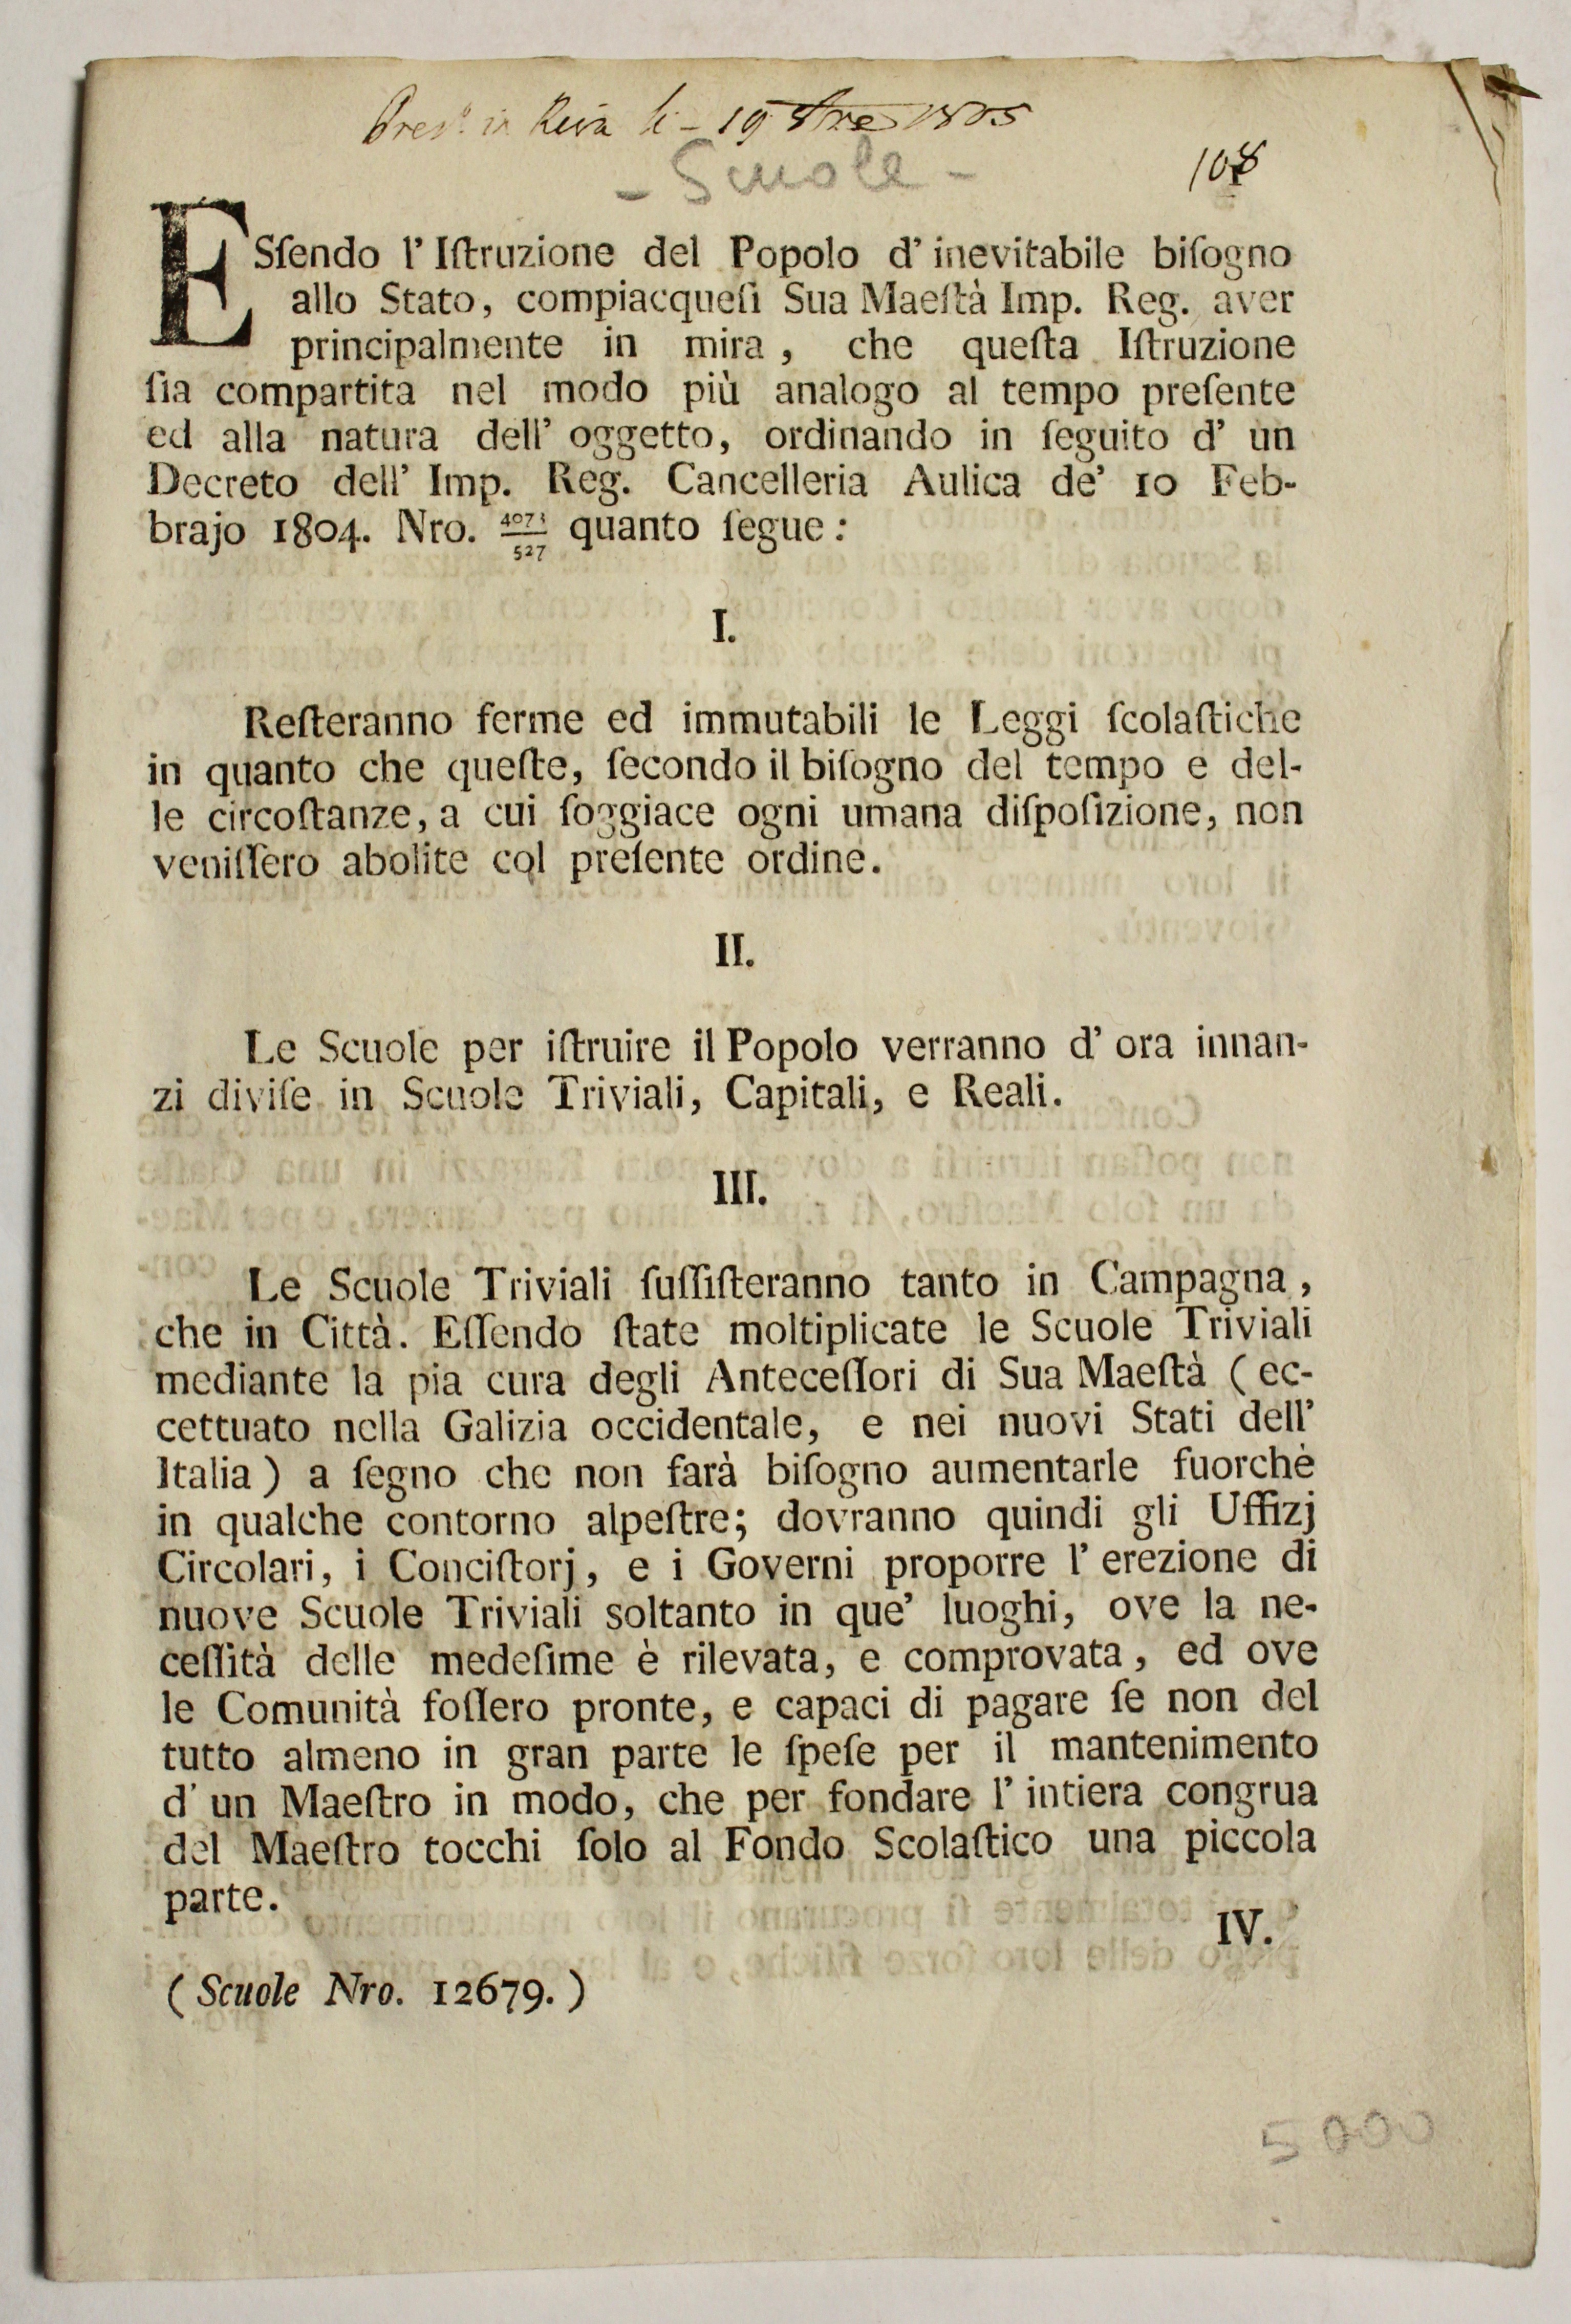 Pres.º in Riva li - 19 8bre 1805
- Scuole -
108
ESſendo l' Iſtruzione del Popolo d' inevitabile biſogno
allo Stato, compiacqueſi Sua Maeſtà Imp. Reg. aver
principalmente in mira, che queſta Iſtruzione
ſia compartita nel modo più analogo al tempo preſente
ed alla natura dell' oggetto, ordinando in ſeguito d' un
Decreto dell' Imp. Reg. Cancelleria Aulica de' 10 Feb-
brajo 1804. Nro. 4073/527 quanto ſegue:
I.
Reſteranno ferme ed immutabili le Leggi ſcolaſtiche
in quanto che queſte, ſecondo il biſogno del tempo e del-
le circoſtanze, a cui ſoggiace ogni umana diſpoſizione, non
veniſſero abolite col preſente ordine.
II.
Le Scuole per iſtruire il Popolo verranno d' ora innan-
zi diviſe in Scuole Triviali, Capitali, e Reali.
III.
Le Scuole Triviali ſuſſiſteranno tanto in Campagna,
che in Città. Eſſendo ſtate moltiplicate le Scuole Triviali
mediante la pia cura degli Anteceſſori di Sua Maeſtà (ec-
cettuato nella Galizia occidentale, e nei nuovi Stati dell'
Italia) a ſegno che non farà biſogno aumentarle fuorchè
in qualche contorno alpeſtre; dovranno quindi gli Uffizj
Circolari, i Conciſtorj, e i Governi proporre l' erezione di
nuove Scuole Triviali soltanto in que' luoghi, ove la ne-
ceſſità delle medeſime è rilevata, e comprovata, ed ove
le Comunità foſſero pronte, e capaci di pagare ſe non del
tutto almeno in gran parte le ſpeſe per il mantenimento
d' un Maeſtro in modo, che per fondare l' intiera congrua
del Maeſtro tocchi ſolo al Fondo Scolaſtico una piccola
parte.
IV.
(Scuole Nro. 12679.)
5000